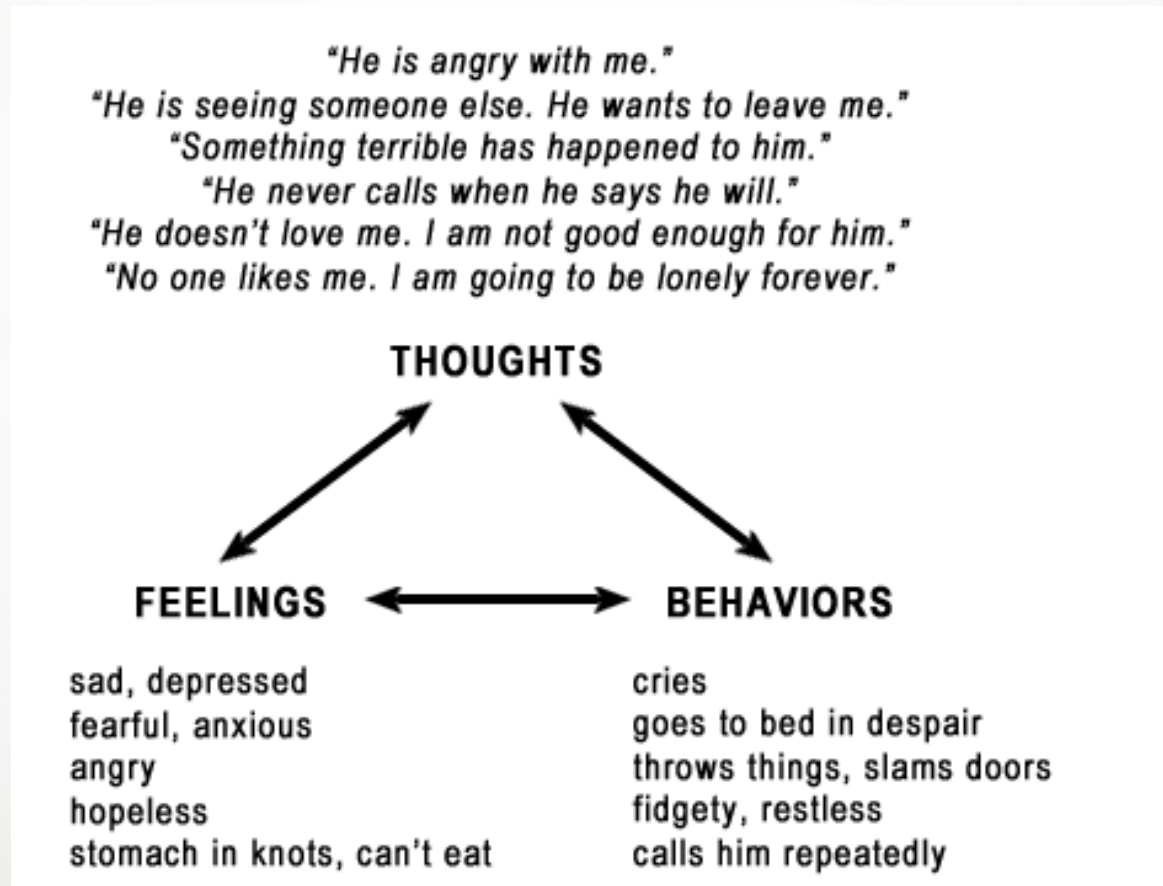 “He is angry with me.”
“He is seeing someone else. He wants to leave me.”
“Something terrible has happened to him.”
“He never calls when he says he will.”
“He doesn’t love me. I am not good enough for him.”
“No one likes me. I am going to be lonely forever.”
THOUGHTS
FEELINGS
sad, depressed
fearful, anxious
angry
hopeless
stomach in knots, can't eat
BEHAVIORS
cries
goes to bed in despair
throws things, slams doors
fidgety, restless
calls him repeatedly